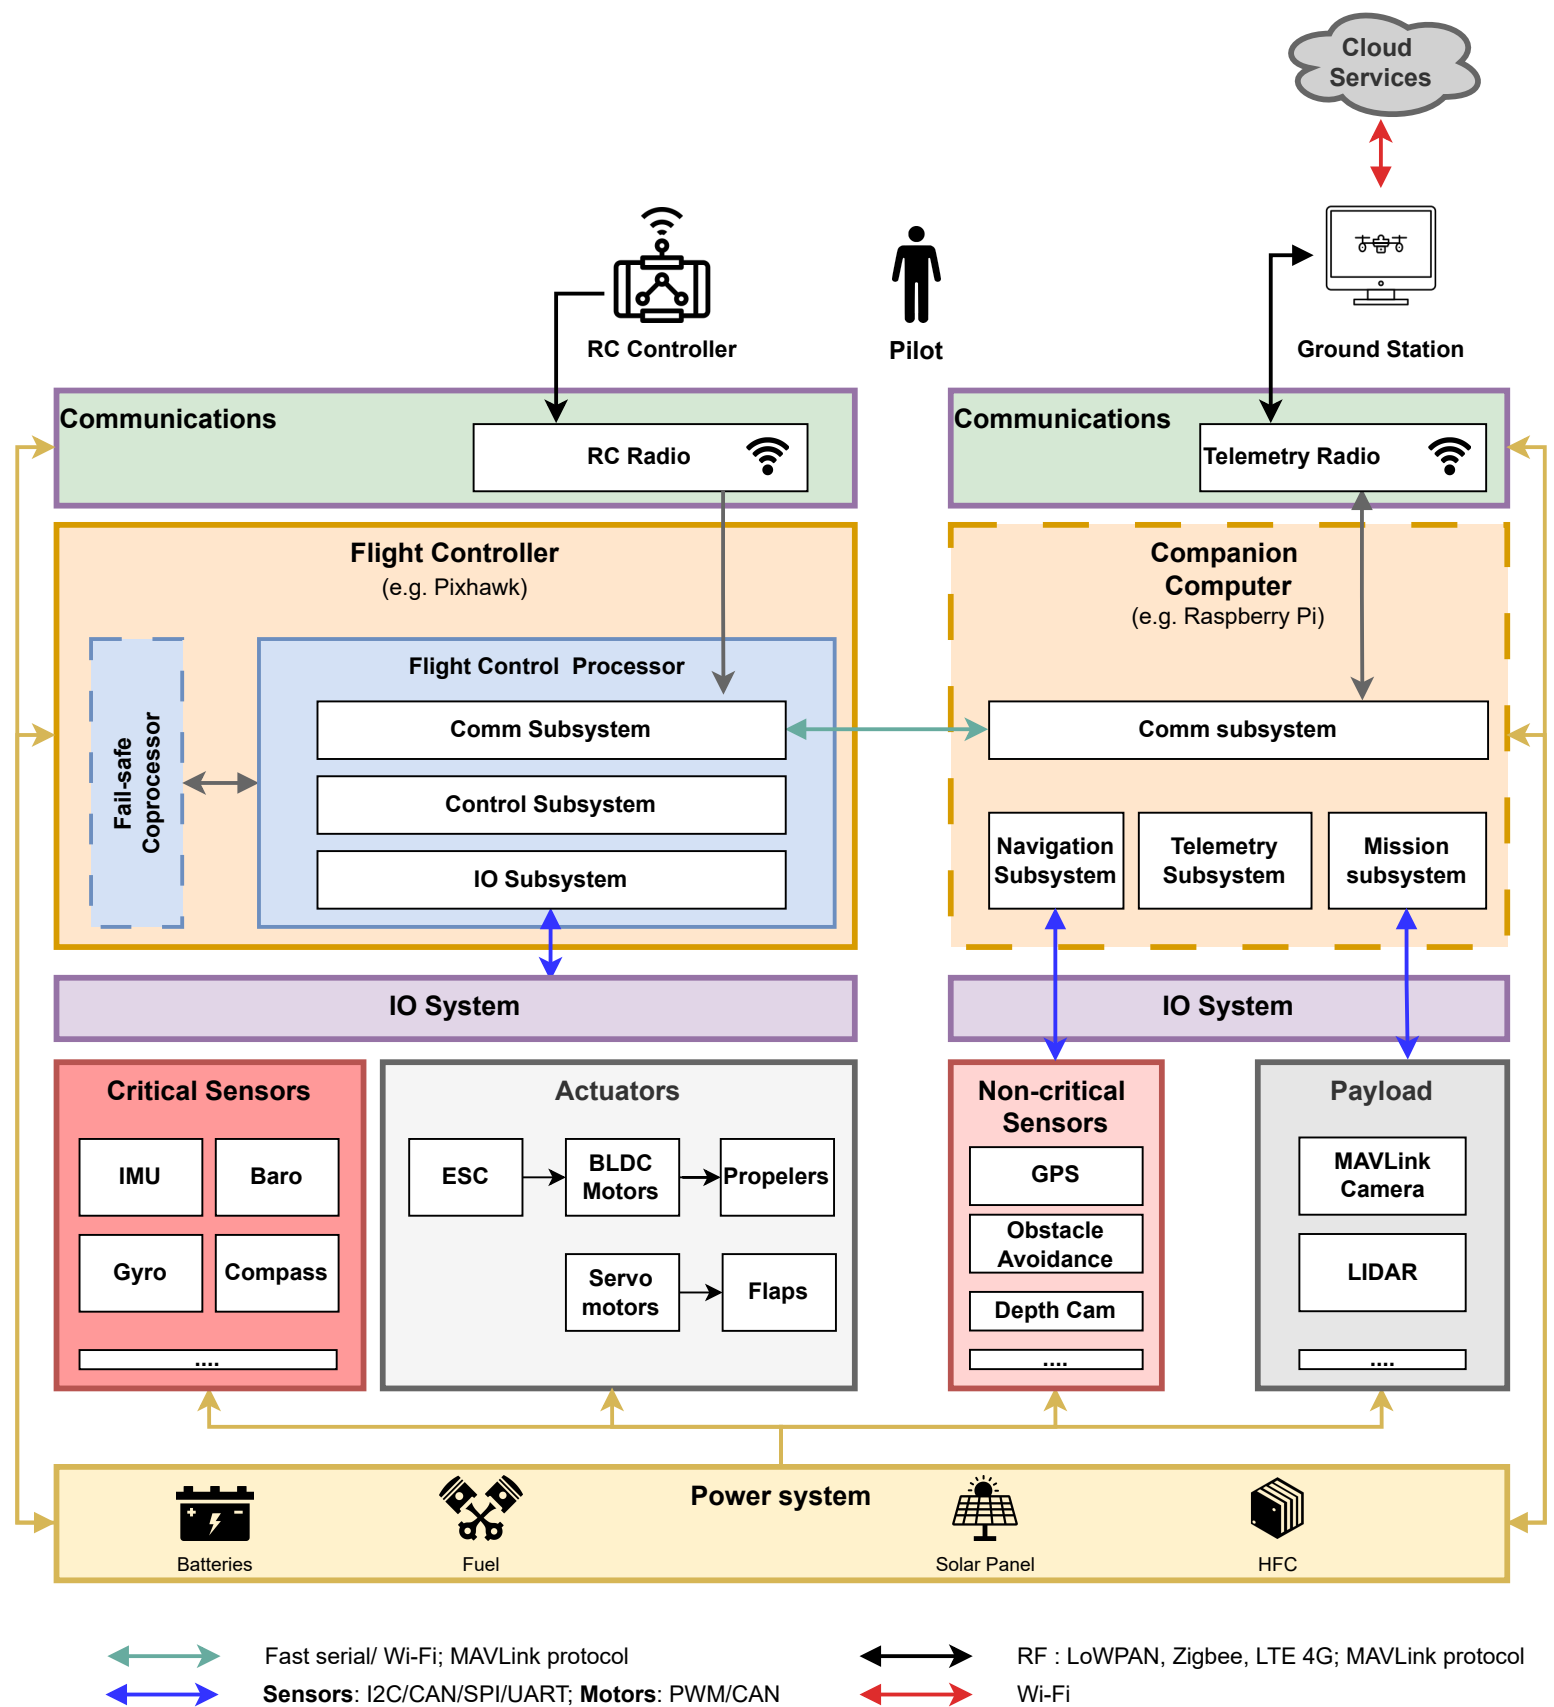 Cloud
Services
RC Controller
Pilot
Ground Station
Communications
RC Radio
Communications
Telemetry Radio
Flight Controller
(e.g. Pixhawk)
Fail-safe
Coprocessor
Flight Control Processor
Comm Subsystem
Control Subsystem
IO Subsystem
Companion
Computer
(e.g. Raspberry Pi)
Comm subsystem
Navigation
Subsystem
Telemetry
Subsystem
Mission
subsystem
IO System
IO System
Critical Sensors
IMU
Baro
Gyro
Compass
....
Actuators
ESC
BLDC
Motors
Propelers
Servo
motors
Flaps
Non-critical
Sensors
GPS
Obstacle
Avoidance
Depth Cam
....
Payload
MAVLink
Camera
LIDAR
....
Power system
Batteries
Fuel
Solar Panel
HFC
Fast serial/ Wi-Fi; MAVLink protocol
RF : LoWPAN, Zigbee, LTE 4G; MAVLink protocol
Sensors: I2C/CAN/SPI/UART; Motors: PWM/CAN
Wi-Fi